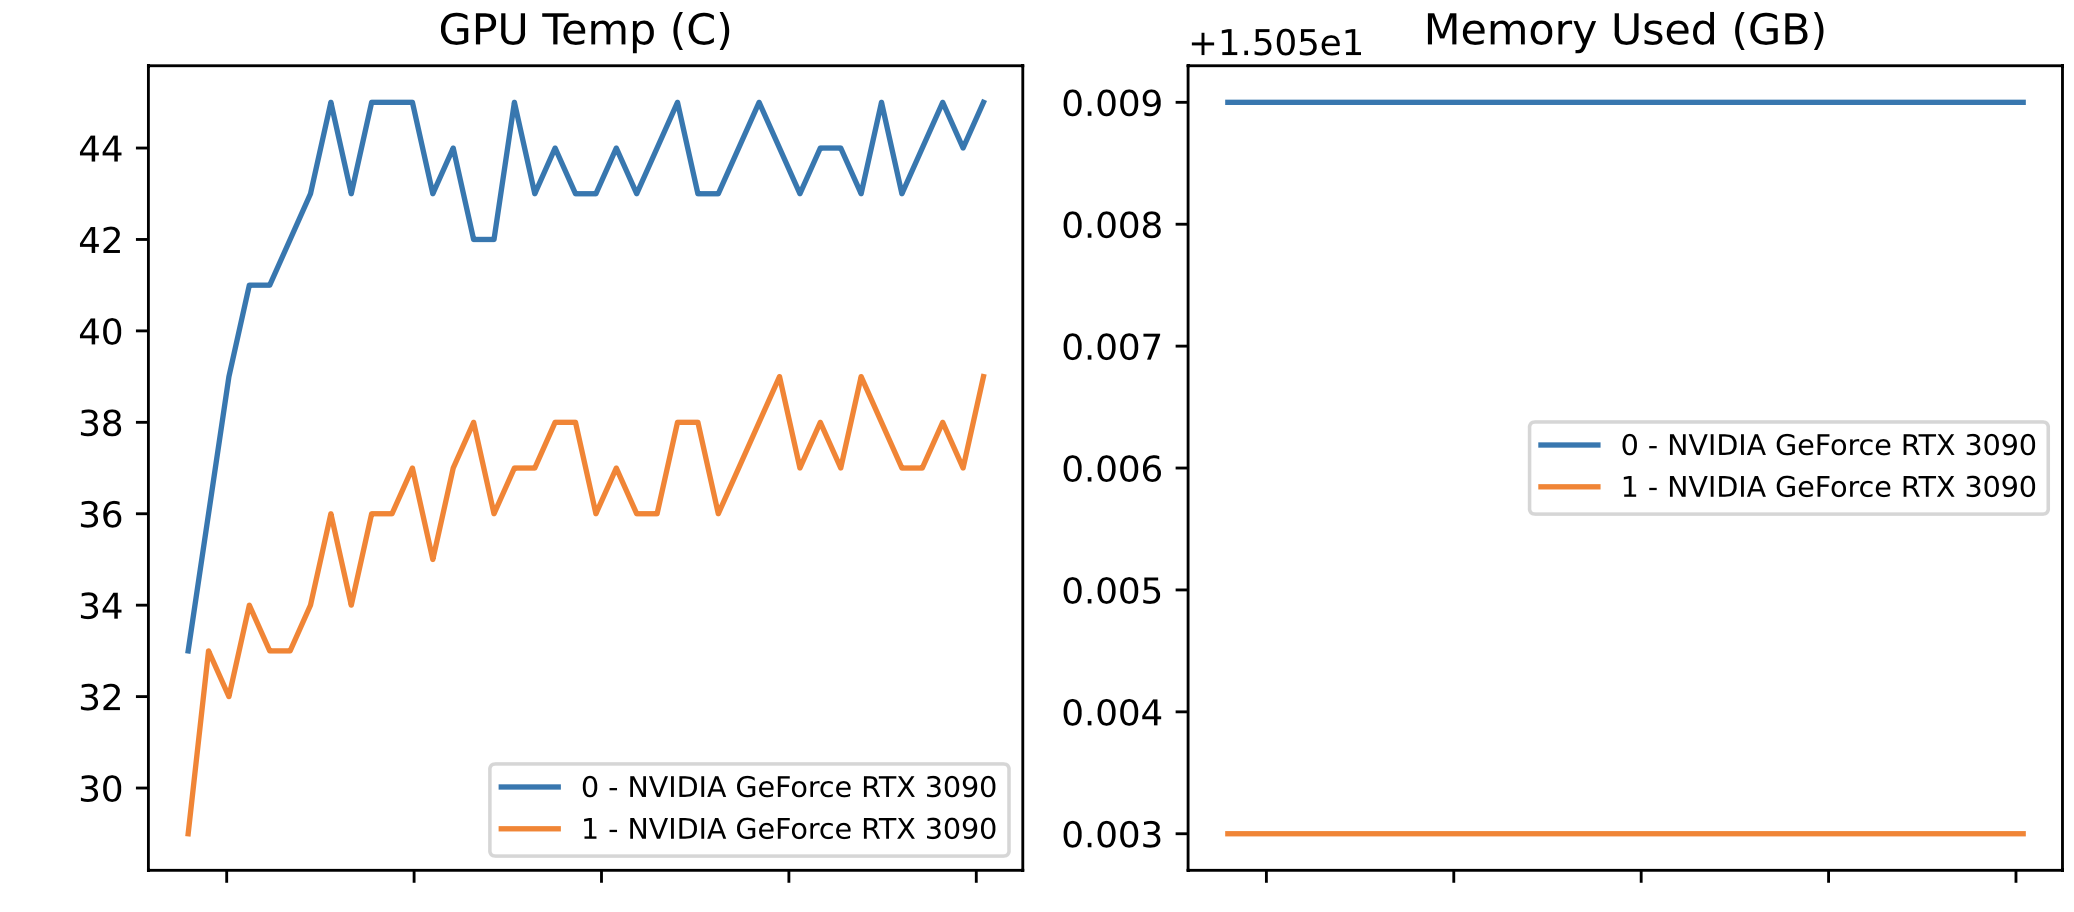 GPU Temp (C)
44
42
40
38
36
34
32
30
0 - NVIDIA GeForce RTX 3090
1 - NVIDIA GeForce RTX 3090
Memory Used (GB)
+1.505e1
0.009
0.008
0.007
0.006
0.005
0.004
0.003
0 - NVIDIA GeForce RTX 3090
1 - NVIDIA GeForce RTX 3090